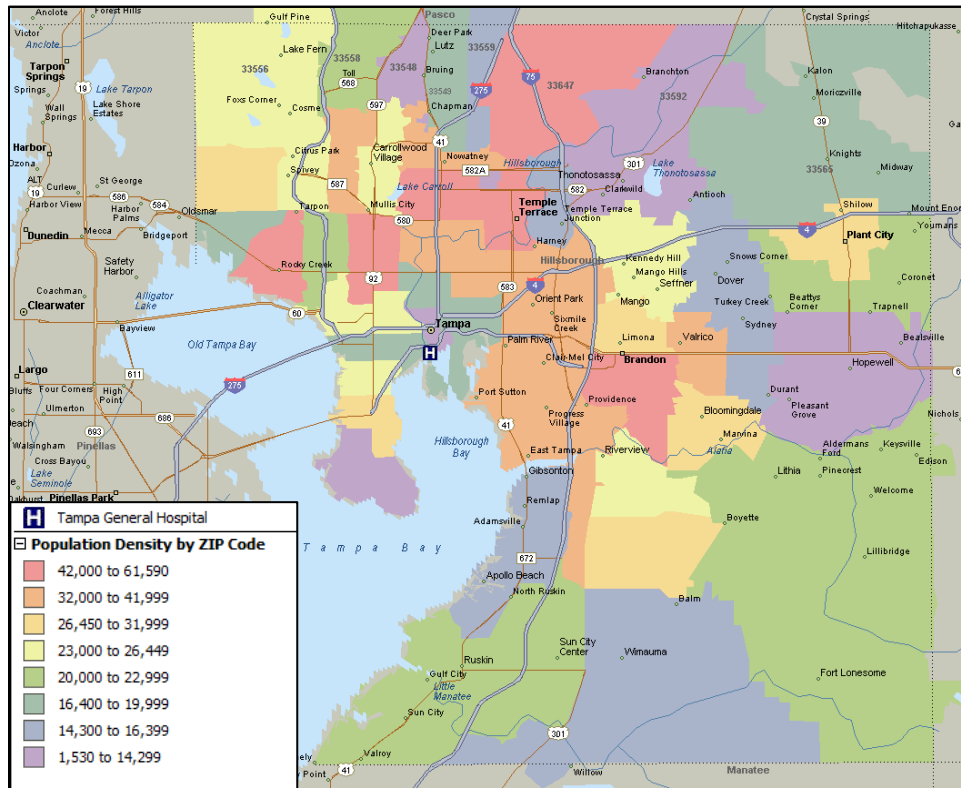 Anclote
Forest Hills
Gulf Pine
Pasco
Crystal Springs
Victor
Deer Park
Hitchapukasse
Anclote
Lake Fern
33558
33559
Lutz
Tarpon
Springs
33556
Toll
33548
Bruing
75
33647
Branchton
Kalon
19
Lake Tarpon
568
275
33592
Moriczville
Springs
Foxs Corner
33549
Wall
Springs
Lake Shore
Estates
Cosme
597
Chapman
39
Harbor
Citrus Park
Carrollwood
Village
41
Nowatney
Hillsborough
301
Lake
Thonotosassa
Knights
Ozona
Spivey
582A
Thonotosassa
33565
Midway
ALT
St George
587
Lake Carroll
582
Clarkwild
19
Curlew
586
Harbor
Palms
584
Oldsmar
Tarpon
Mullis City
Temple
Terrace
Temple Terrace
Junction
Antioch
Shilow
Harbor View
580
4
Mount Enon
Dunedin
Mecca
Bridgeport
Harney
Plant City
Youmans
Safety
Harbor
Rocky Creek
Hillsborough
Kennedy Hill
Snows Corner
92
4
Mango Hills
Dover
Coronet
Coachman
Alligator
Lake
583
Orient Park
Mango
Seffner
Turkey Creek
Beattys
Corner
Trapnell
Clearwater
60
Sixmile
Creek
Bayview
Tampa
Sydney
Old Tampa Bay
H
Palm River
Limona
Valrico
Bealsville
Largo
611
Clair-Mel City
Brandon
Hopewell
Four Corners
High
Point
275
Port Sutton
Durant
Bluffs
Ulmerton
686
41
Providence
Pleasant
Grove
Beach
693
Progress
Village
Bloomingdale
Nichols
Walsingham
Pinellas
Hillsborough
Bay
Marvina
Aldermans
Ford
Keysville
Cross Bayou
East Tampa
Riverview
Alafia
Edison
Lake
Seminole
Gibsonton
Lithia
Pinecrest
Pinellas Park
Remlap
Welcome
H Tampa General Hospital
Adamsville
Boyette
Population Density by ZIP Code
Tampa Bay
672
Lillibridge
42,000 to 61,590
Apollo Beach
32,000 to 41,999
North Ruskin
Balm
26,450 to 31,999
23,000 to 26,449
Sun City
Center
Wimauma
20,000 to 22,999
Ruskin
Gulf City
Fort Lonesome
16,400 to 19,999
Little
Manatee
14,300 to 16,399
Sun City
301
1,530 to 14,299
Valroy
41
Willow
Manatee
Point